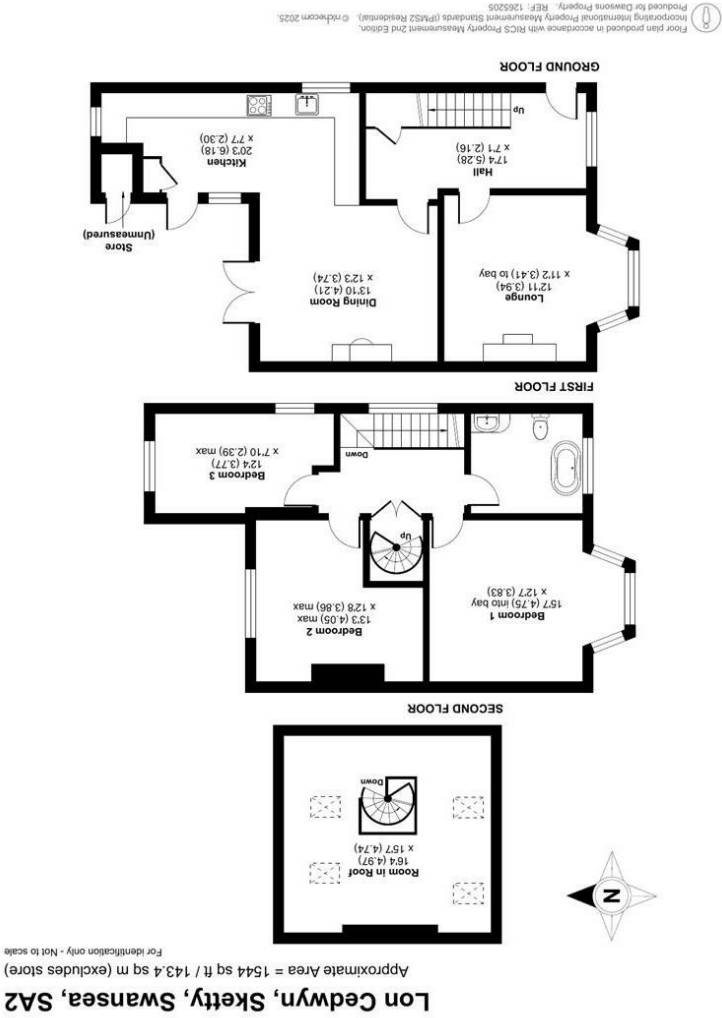 Lon Cedwyn, Sketty, Swansea, SA2
Approximate Area = 1544 sq ft / 143.4 sq m (excludes store)
For identification only - Not to scale
N
Room in Roof
16'4 (4.97)
x 15'7 (4.74)
Down
SECOND FLOOR
Bedroom 1
15'7 (4.75) into bay
x 12'7 (3.83)
Bedroom 2
13'3 (4.05) max
x 12'8 (3.86) max
Up
Bedroom 3
12'4 (3.77)
x 7'10 (2.39) max
Down
FIRST FLOOR
Lounge
12'11 (3.94)
x 11'2 (3.41) to bay
Dining Room
13'10 (4.21)
x 12'3 (3.74)
Store
(Unmeasured)
Hall
17'4 (5.28)
x 7'1 (2.16)
Kitchen
20'3 (6.18)
x 7'7 (2.30)
Up
GROUND FLOOR
Floor plan produced in accordance with RICS Property Measurement 2nd Edition,
Incorporating International Property Measurement Standards (IPMS2 Residential). © nichecom 2025.
Produced for Dawsons Property. REF: 1265205